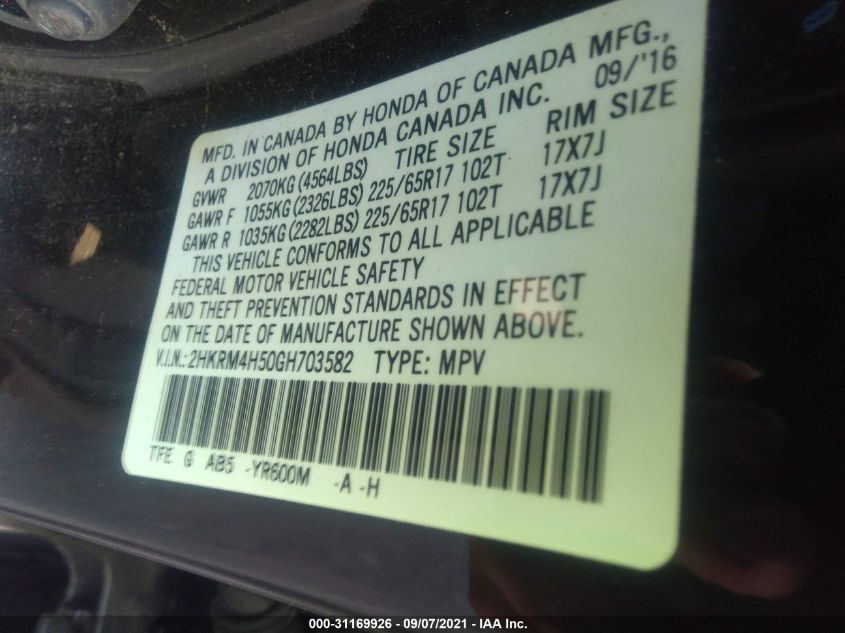 MFD. IN CANADA BY HONDA OF CANADA MFG.,
A DIVISION OF HONDA CANADA INC. 09/'16
GVWR 2070KG (4564LBS) TIRE SIZE RIM SIZE
GAWR F 1055KG (2326LBS) 225/65R17 102T 17X7J
GAWR R 1035KG (2282LBS) 225/65R17 102T 17X7J
THIS VEHICLE CONFORMS TO ALL APPLICABLE
FEDERAL MOTOR VEHICLE SAFETY
AND THEFT PREVENTION STANDARDS IN EFFECT
ON THE DATE OF MANUFACTURE SHOWN ABOVE.
V.I.N.: 2HKRM4H50GH703582 TYPE: MPV
TFE G AB5 -YR600M -A -H
000-31169926 - 09/07/2021 - IAA Inc.